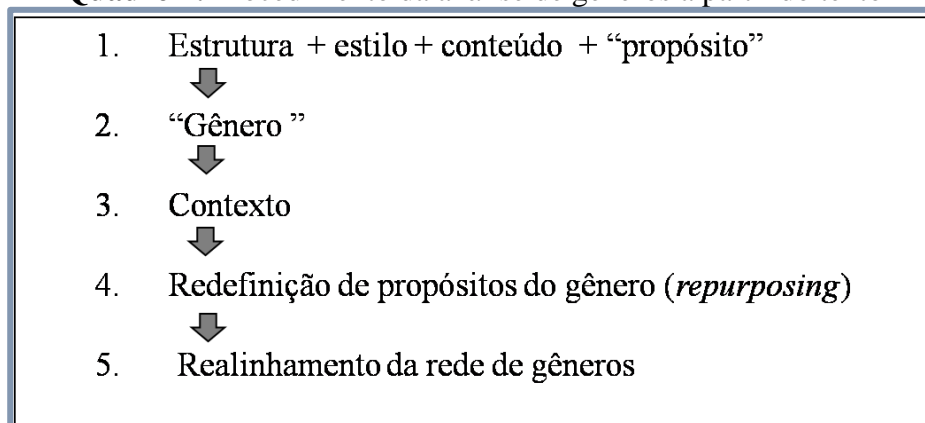 1. Estrutura + estilo + conteúdo + “propósito”
2. “Gênero ”
3. Contexto
4. Redefinição de propósitos do gênero (repurposing)
5. Realinhamento da rede de gêneros